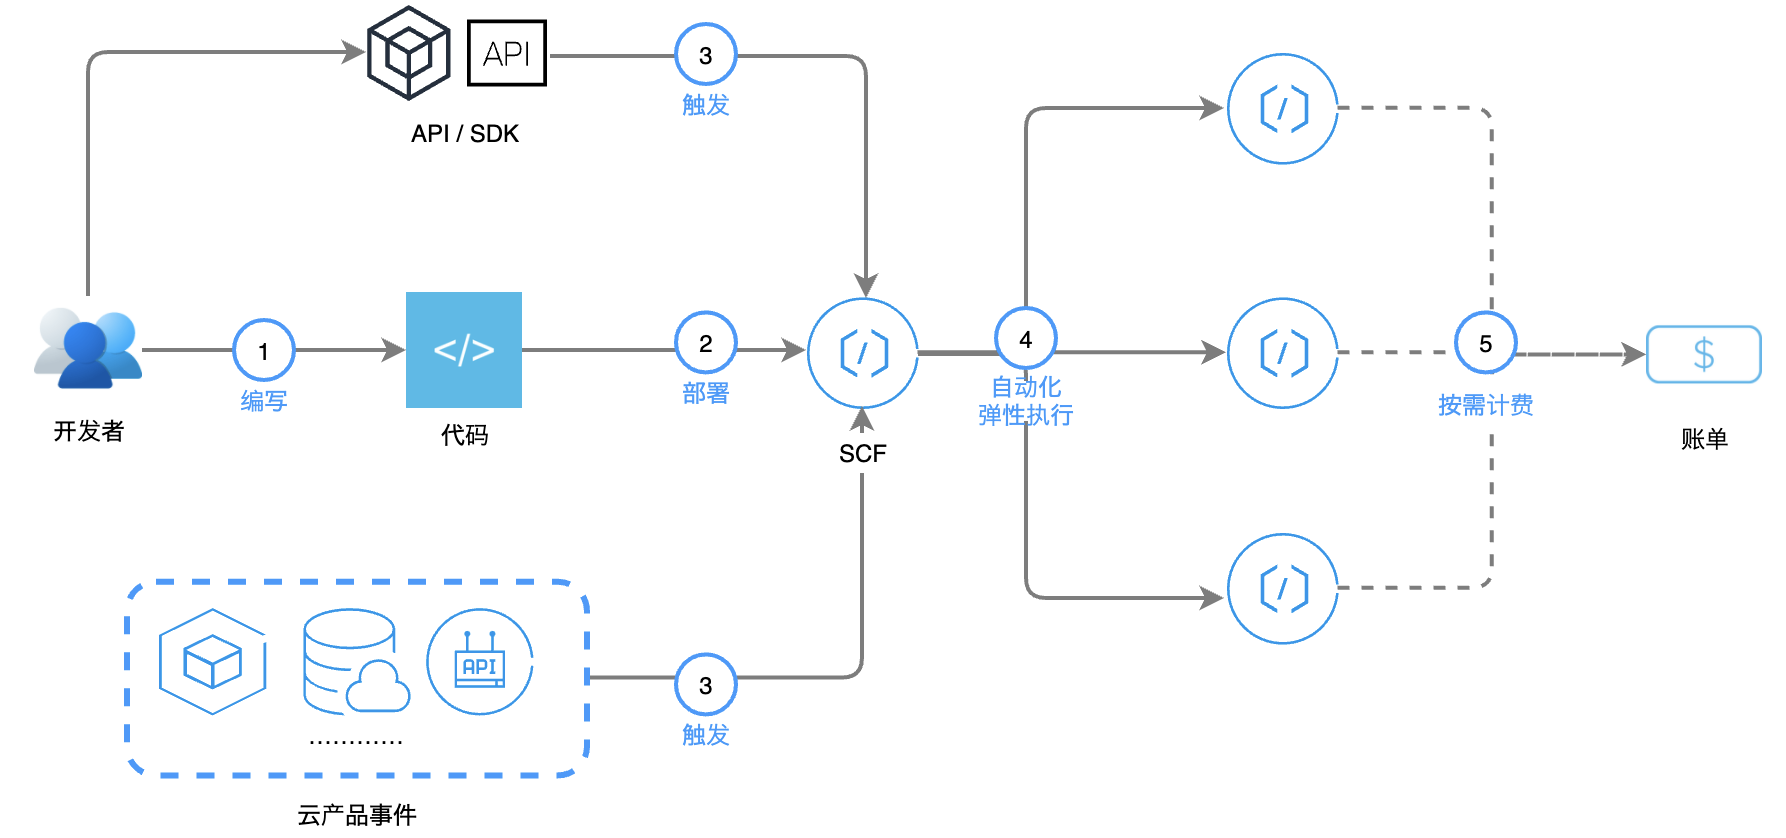 API
3
触发
API / SDK
1
编写
</>
2
部署
4
自动化
弹性执行
5
按需计费
$
开发者
代码
SCF
账单
API
............
3
触发
云产品事件